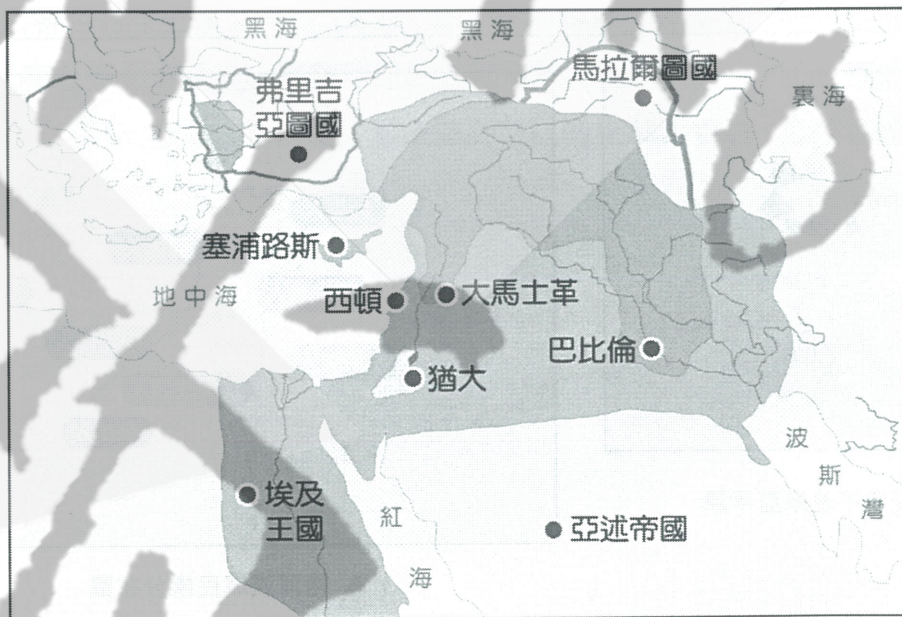 黑海
黑海
弗里吉
亞圖國
馬拉爾圖國
裏海
塞浦路斯
地中海
西頓
大馬士革
巴比倫
猶大
埃及
王國
紅
海
亞述帝國
波
斯
灣